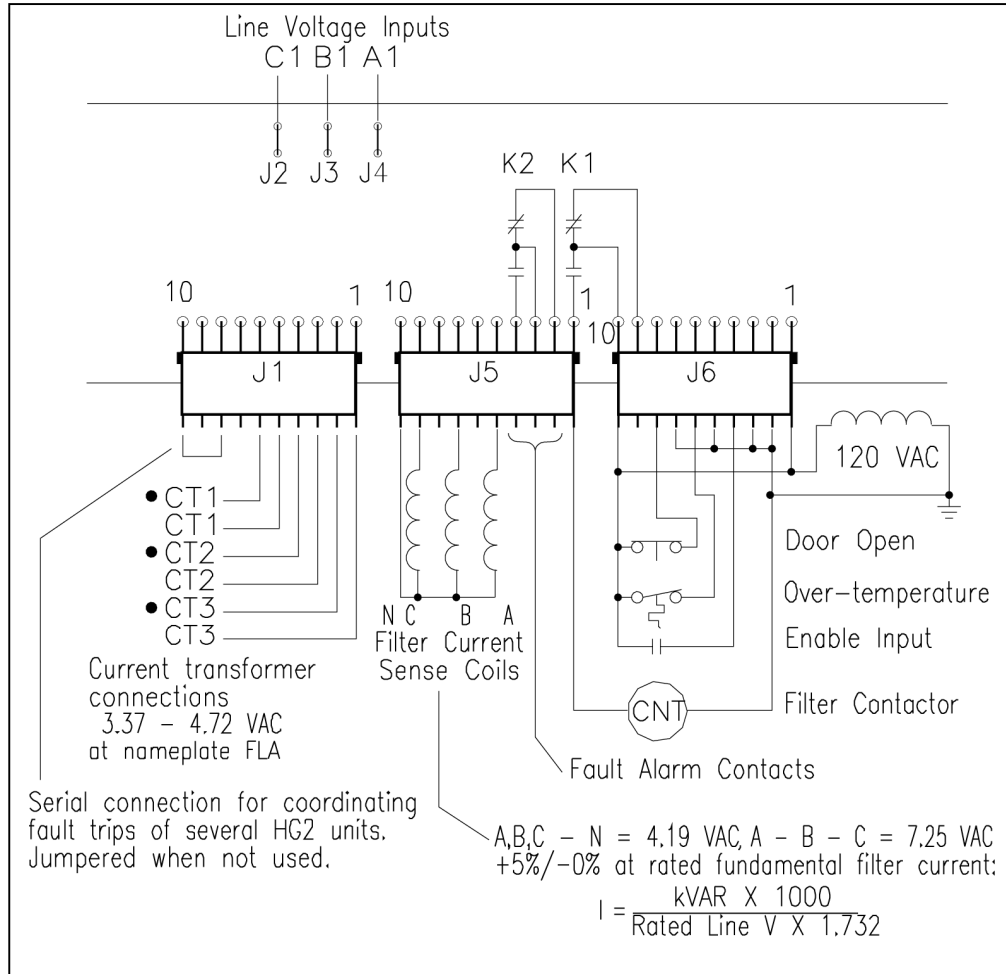 Line Voltage Inputs
C1 B1 A1
J2 J3 J4
K2 K1
10 1
10 1
10 1
J1
J5
J6
120 VAC
CT1
CT1
CT2
CT2
CT3
CT3
N C B A
Filter Current
Sense Coils
Door Open
Over-temperature
Enable Input
CNT
Filter Contactor
Current transformer
connections
3.37 - 4.72 VAC
at nameplate FLA
Fault Alarm Contacts
Serial connection for coordinating
fault trips of several HG2 units.
Jumpered when not used.
A,B,C - N = 4.19 VAC, A - B - C = 7.25 VAC
+5%/-0% at rated fundamental filter current:
I = kVAR X 1000
Rated Line V X 1.732